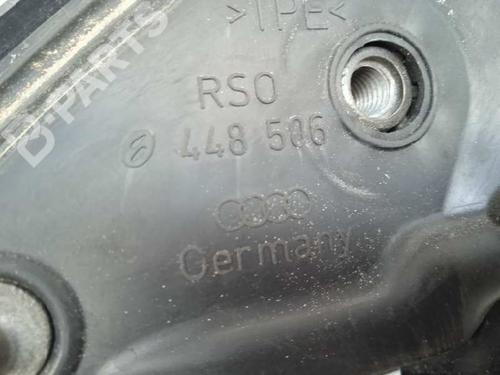 >TPE<
RSO
448 506
Germany
B-PARTS